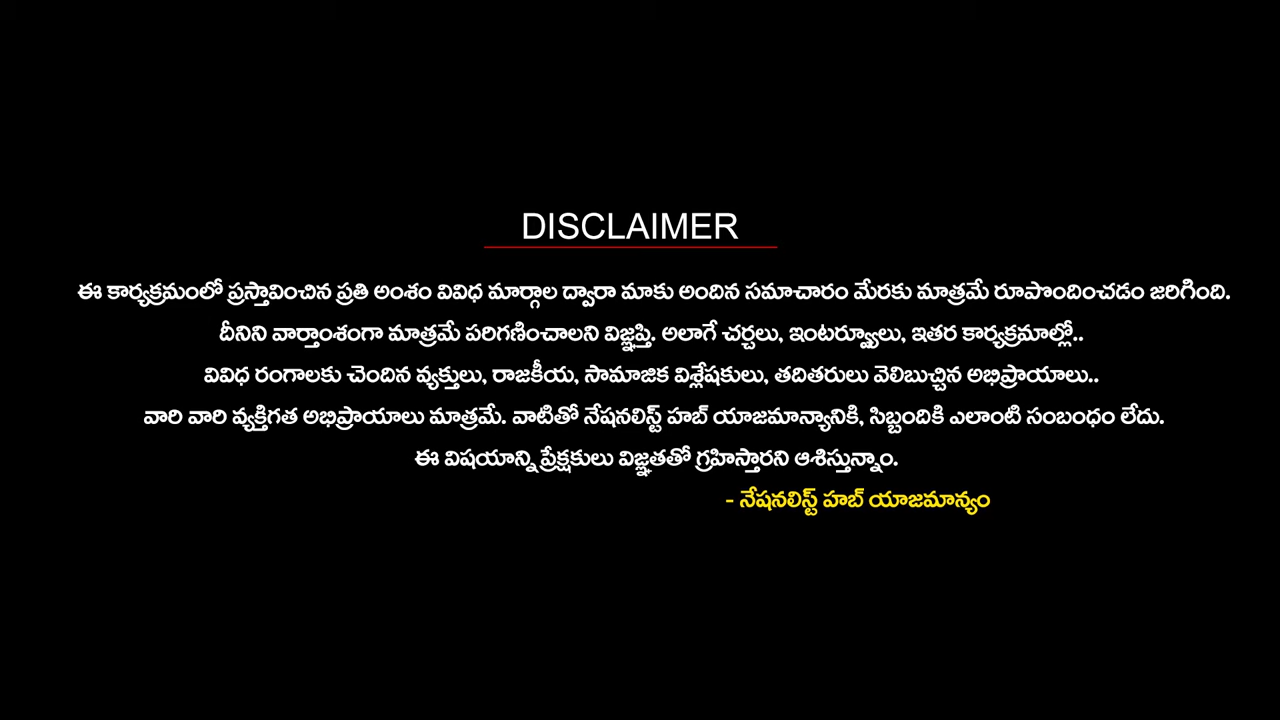 DISCLAIMER
ఈ కార్యక్రమంలో ప్రస్తావించిన ప్రతి అంశం వివిధ మార్గాల ద్వారా మాకు అందిన సమాచారం మేరకు మాత్రమే రూపొందించడం జరిగింది.
దీనిని వార్తాంశంగా మాత్రమే పరిగణించాలని విజ్ఞప్తి. అలాగే చర్చలు, ఇంటర్వ్యూలు, ఇతర కార్యక్రమాల్లో..
వివిధ రంగాలకు చెందిన వ్యక్తులు, రాజకీయ, సామాజిక విశ్లేషకులు, తదితరులు వెలిబుచ్చిన అభిప్రాయాలు..
వారి వారి వ్యక్తిగత అభిప్రాయాలు మాత్రమే. వాటితో నేషనలిస్ట్ హబ్ యాజమాన్యానికి, సిబ్బందికి ఎలాంటి సంబంధం లేదు.
ఈ విషయాన్ని ప్రేక్షకులు విజ్ఞతతో గ్రహిస్తారని ఆశిస్తున్నాం.
- నేషనలిస్ట్ హబ్ యాజమాన్యం